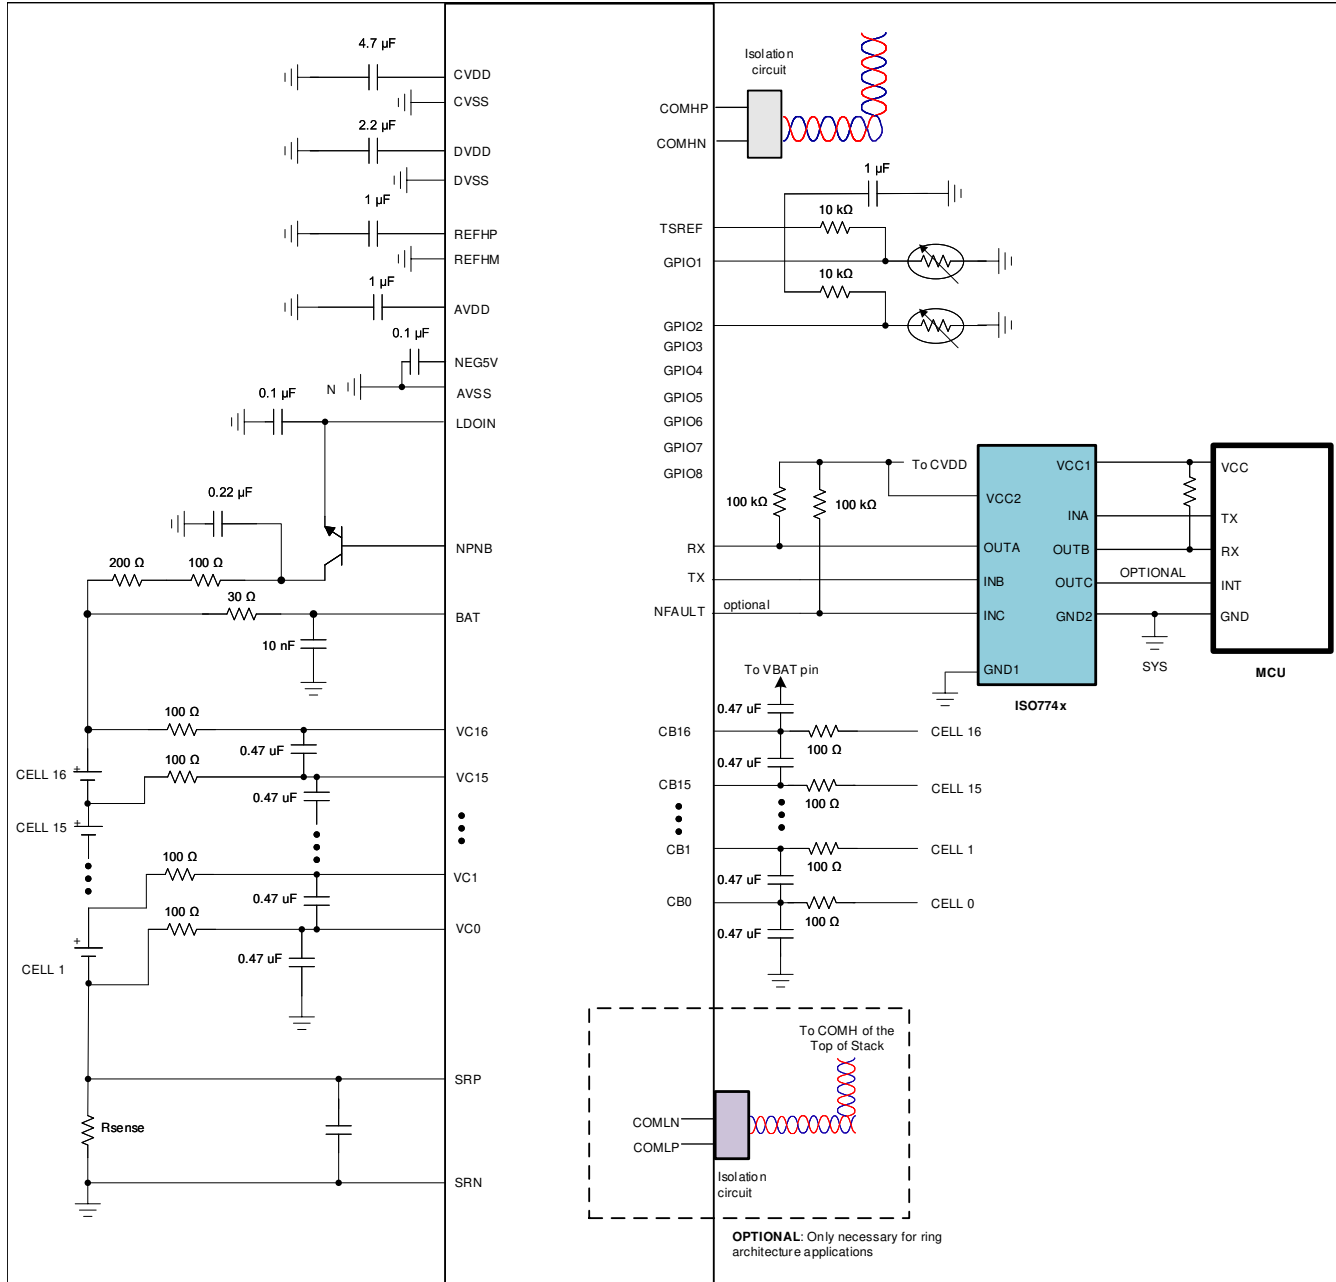 4.7 µF
CVDD
CVSS
2.2 µF
DVDD
DVSS
1 µF
REFHP
REFHM
1 µF
AVDD
0.1 µF
NEG5V
N
AVSS
0.1 µF
LDOIN
0.22 µF
NPNB
200 Ω
100 Ω
30 Ω
BAT
10 nF
100 Ω
VC16
0.47 uF
CELL 16
+
100 Ω
VC15
0.47 uF
CELL 15
+
100 Ω
VC1
0.47 uF
100 Ω
VC0
+
0.47 uF
CELL 1
SRP
Rsense
SRN
Isolation
circuit
COMHP
COMHN
1 µF
TSREF
10 kΩ
GPIO1
10 kΩ
GPIO2
GPIO3
GPIO4
GPIO5
GPIO6
GPIO7
GPIO8
To CVDD
100 kΩ
100 kΩ
RX
TX
NFAULT
optional
VCC1
VCC2
INA
OUTA
OUTB
INB
OUTC
INC
GND2
GND1
ISO774x
OPTIONAL
SYS
VCC
TX
RX
INT
GND
MCU
To VBAT pin
0.47 uF
CB16
100 Ω
CELL 16
0.47 uF
CB15
100 Ω
CELL 15
CB1
100 Ω
CELL 1
0.47 uF
CB0
100 Ω
CELL 0
0.47 uF
To COMH of the
Top of Stack
COMLN
COMLP
Isolation
circuit
OPTIONAL: Only necessary for ring
architecture applications